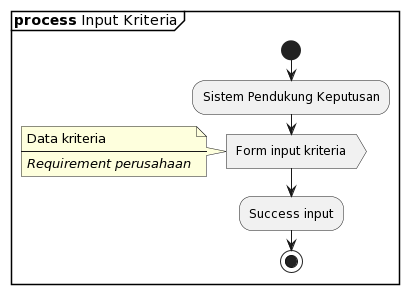 process Input Kriteria
Sistem Pendukung Keputusan
Data kriteria
Requirement perusahaan
Form input kriteria
Success input